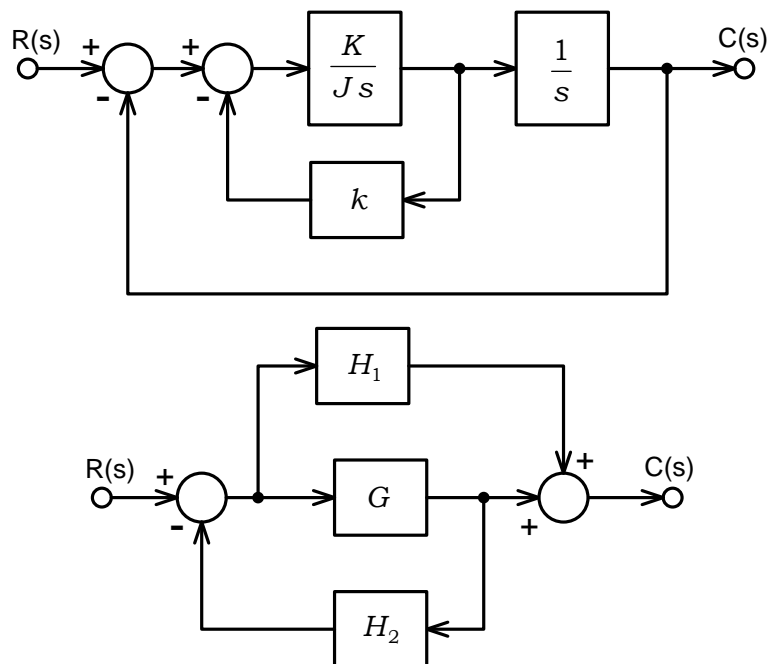 R(s)
+
-
+
-
K
J s
1
s
C(s)
k
H₁
R(s)
+
-
G
+
+
C(s)
H₂